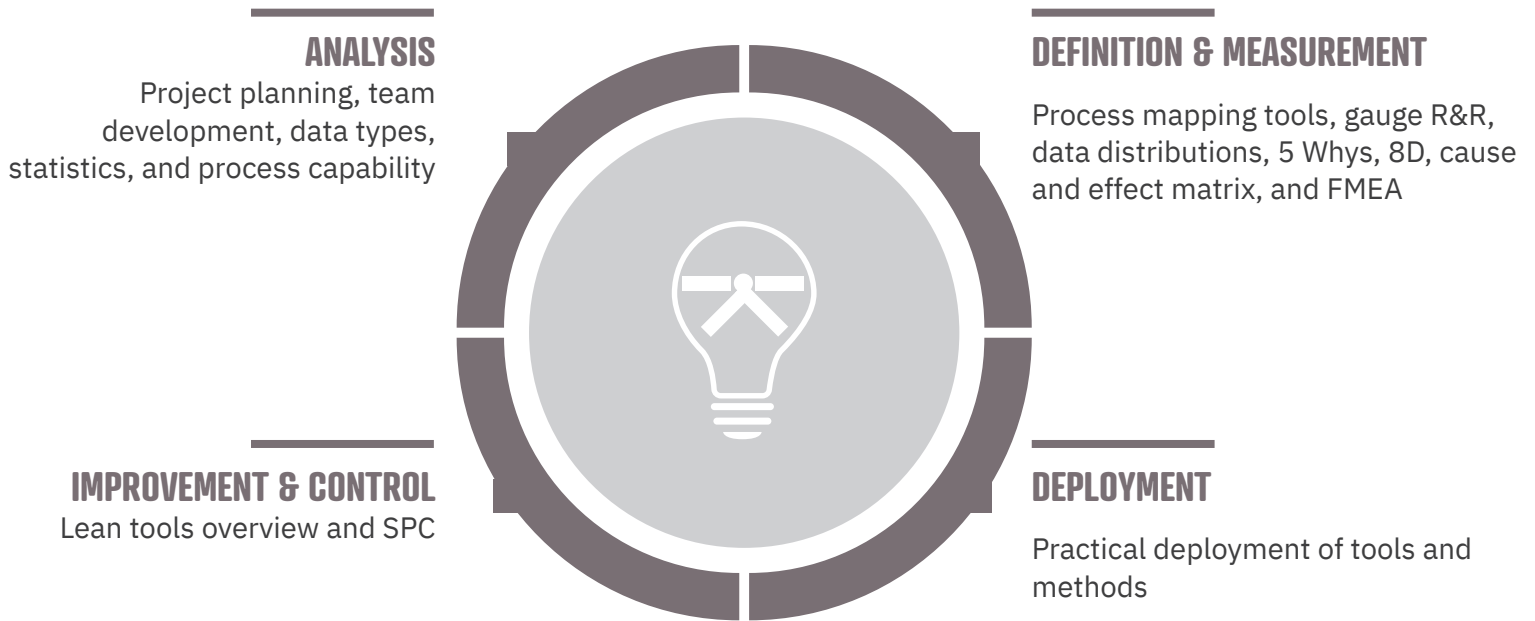 ANALYSIS
Project planning, team
development, data types,
statistics, and process capability
DEFINITION & MEASUREMENT
Process mapping tools, gauge R&R,
data distributions, 5 Whys, 8D, cause
and effect matrix, and FMEA
IMPROVEMENT & CONTROL
Lean tools overview and SPC
DEPLOYMENT
Practical deployment of tools and
methods